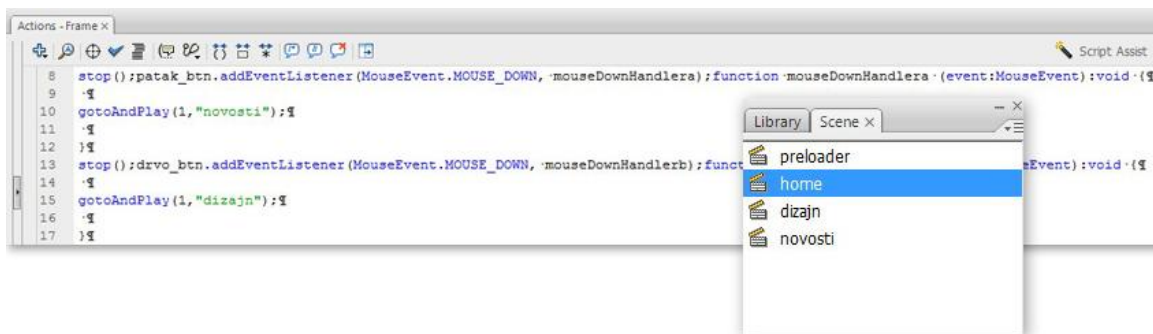 Actions - Frame ×
Script Assist
8 stop();patak_btn.addEventListener(MouseEvent.MOUSE_DOWN, ·mouseDownHandlera);function·mouseDownHandlera·(event:MouseEvent):void·{¶
9 ·¶
10 gotoAndPlay(1,"novosti");¶
11 ·¶
12 }¶
13 stop();drvo_btn.addEventListener(MouseEvent.MOUSE_DOWN, ·mouseDownHandlerb);funct eEvent):void·{¶
14 ·¶
15 gotoAndPlay(1,"dizajn");¶
16 ·¶
17 }¶
Library Scene ×
preloader
home
dizajn
novosti